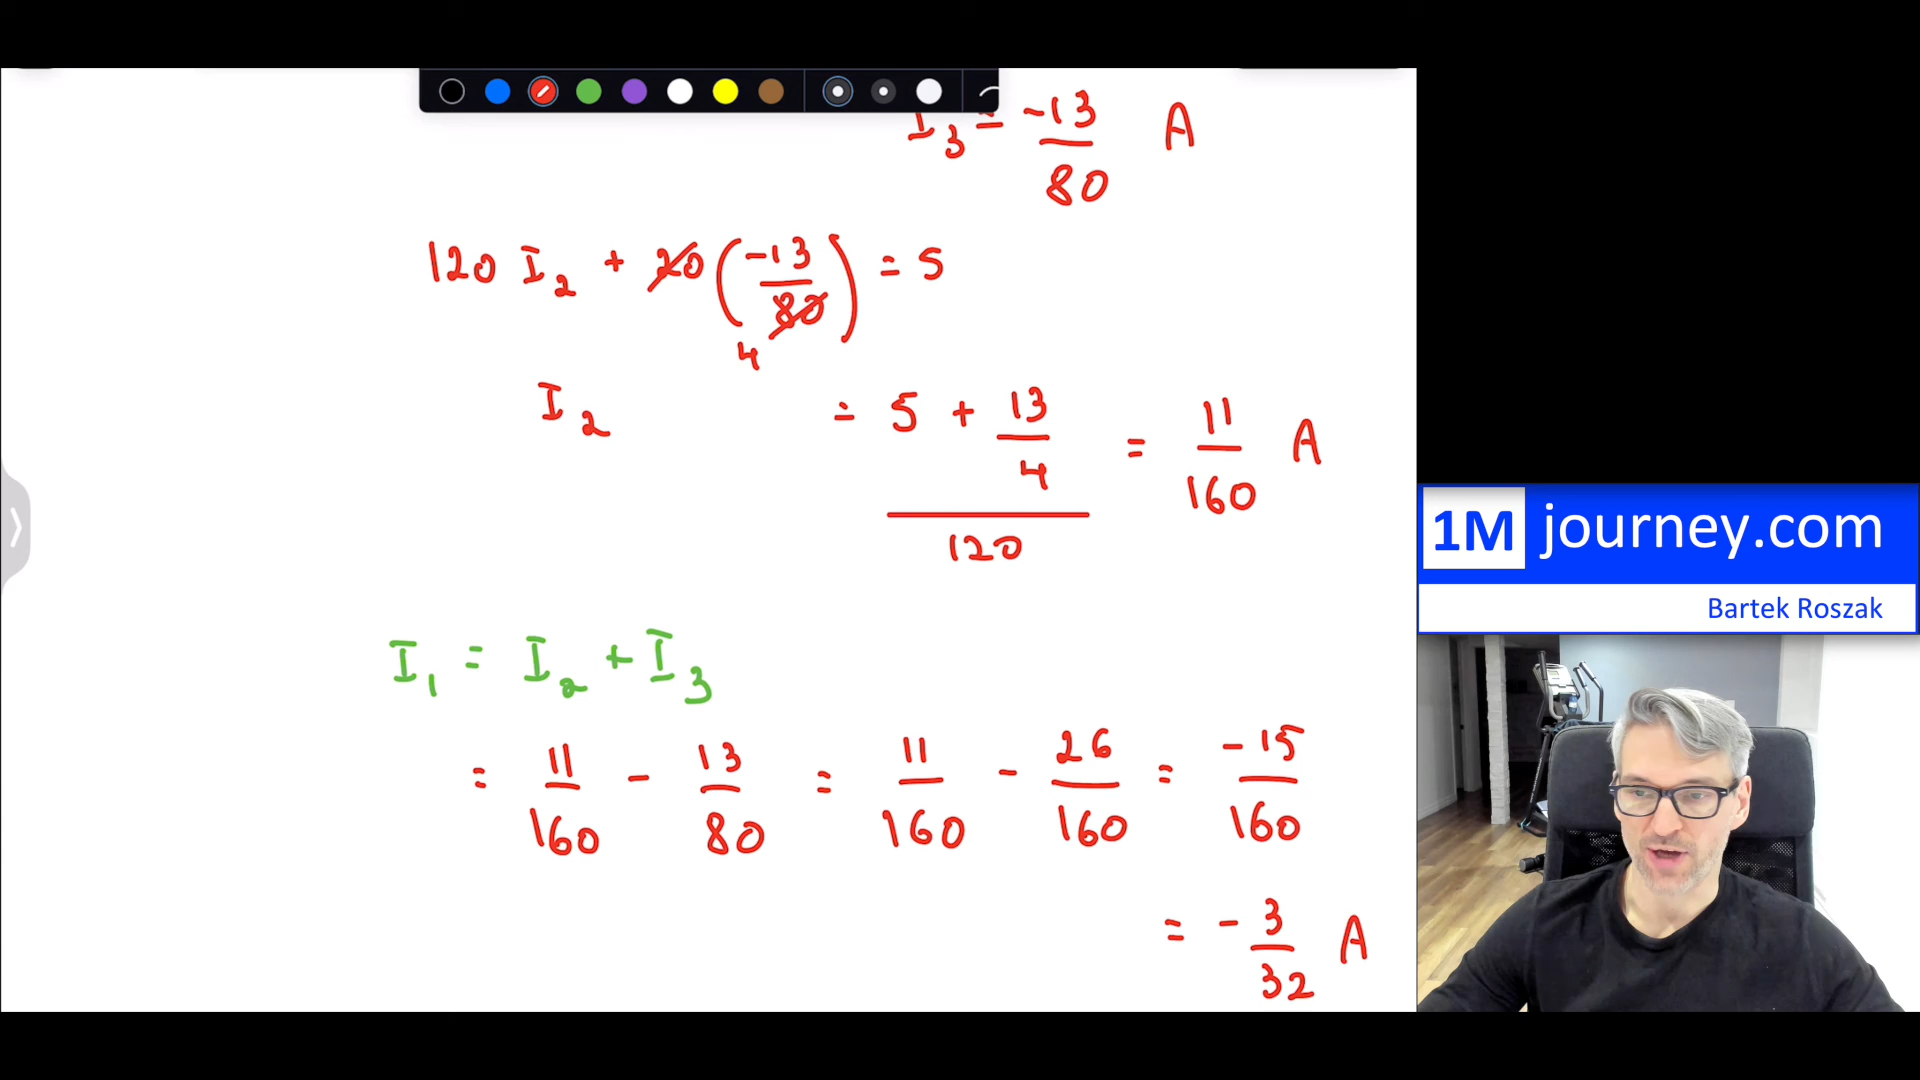 I₃ = -13/80 A
120 I₂ + 20 (-13/80) = 5
4
I₂ = (5 + 13/4)/120 = 11/160 A
I₁ = I₂ + I₃
= 11/160 - 13/80 = 11/160 - 26/160 = -15/160
= - 3/32 A
1M journey.com
Bartek Roszak